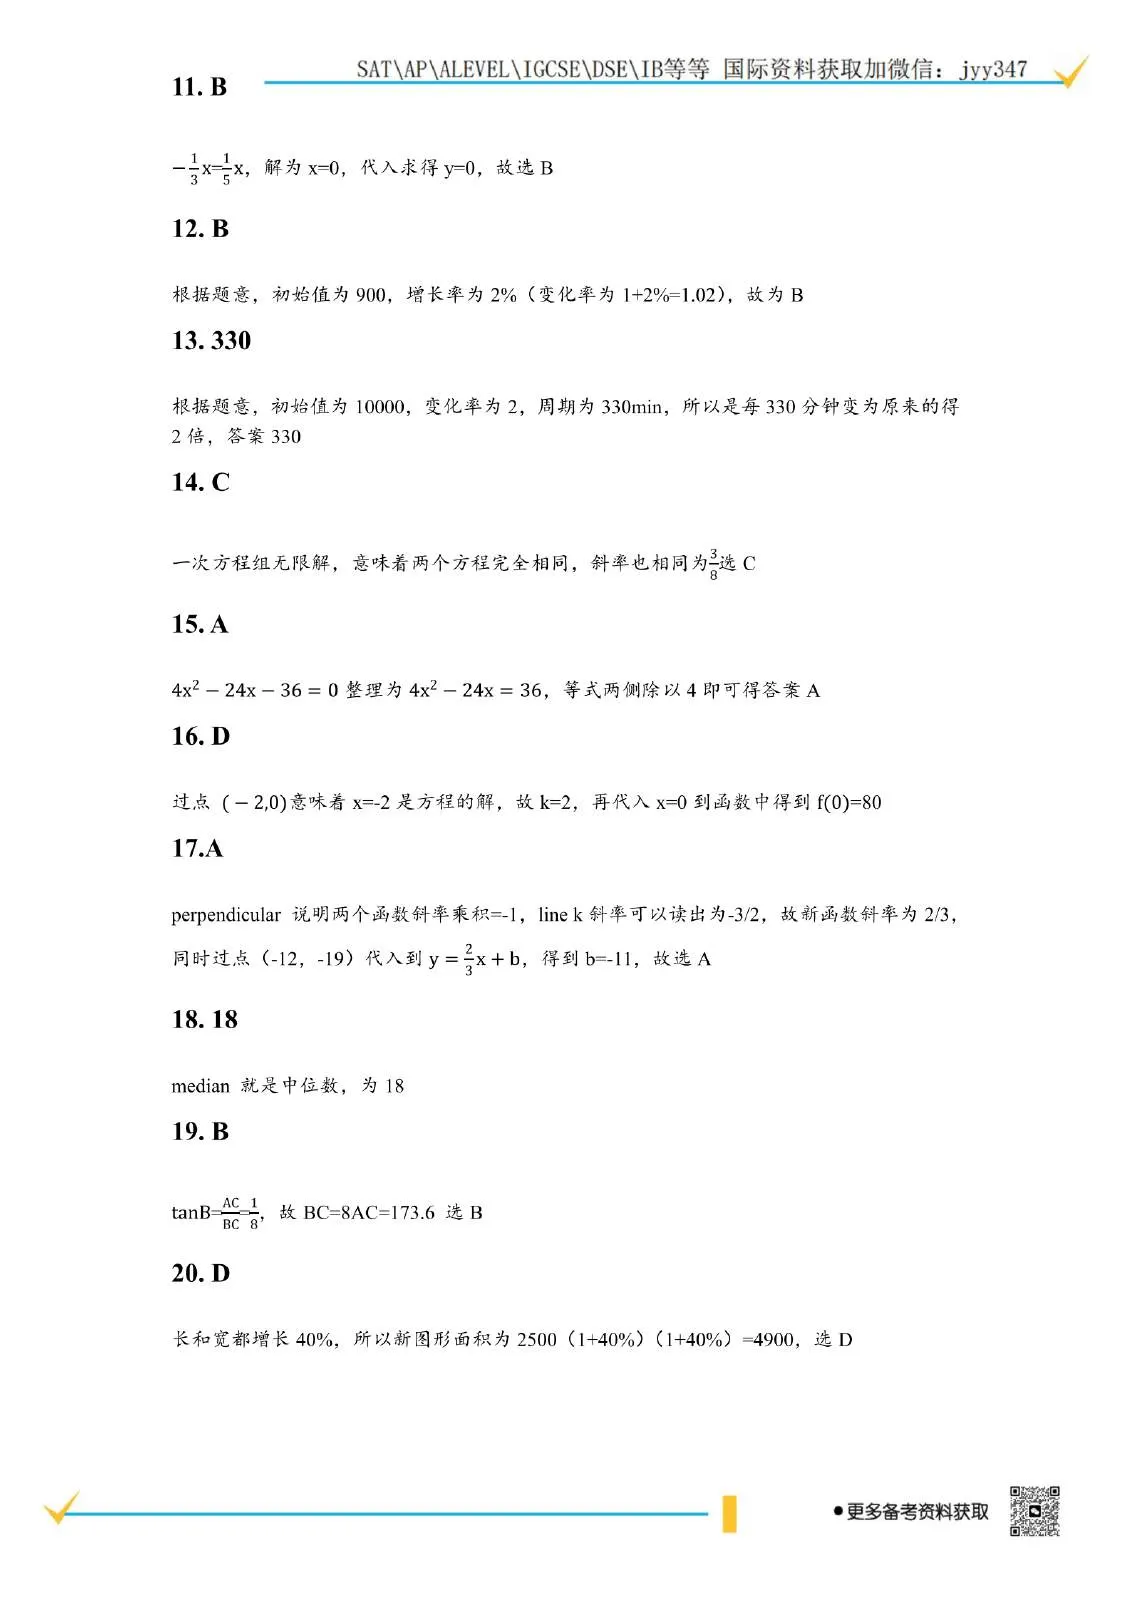 SAT\AP\ALEVEL\IGCSE\DSE\IB等等 国际资料获取加微信：jyy347
11. B
−1/3x=1/5x，解为 x=0，代入求得 y=0，故选 B
12. B
根据题意，初始值为 900，增长率为 2%（变化率为 1+2%=1.02），故为 B
13. 330
根据题意，初始值为 10000，变化率为 2，周期为 330min，所以是每 330 分钟变为原来的得
2 倍，答案 330
14. C
一次方程组无限解，意味着两个方程完全相同，斜率也相同为3/8选 C
15. A
4x² − 24x − 36 = 0 整理为 4x² − 24x = 36，等式两侧除以 4 即可得答案 A
16. D
过点（− 2,0)意味着 x=-2 是方程的解，故 k=2，再代入 x=0 到函数中得到 f(0)=80
17.A
perpendicular 说明两个函数斜率乘积=-1，line k 斜率可以读出为-3/2，故新函数斜率为 2/3，
同时过点（-12，-19）代入到 y = 2/3x + b，得到 b=-11，故选 A
18. 18
median 就是中位数，为 18
19. B
tanB=AC/BC=1/8，故 BC=8AC=173.6 选 B
20. D
长和宽都增长 40%，所以新图形面积为 2500（1+40%）（1+40%）=4900，选 D
●更多备考资料获取